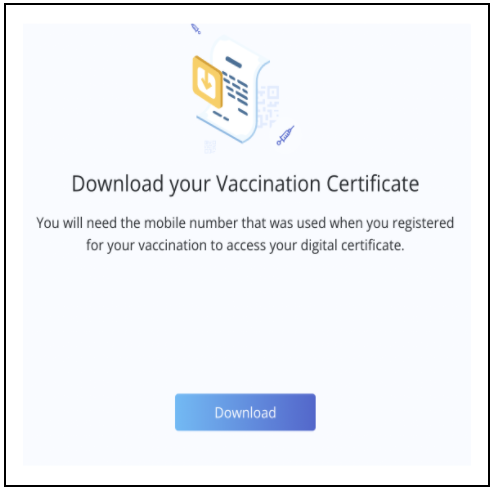 Download your Vaccination Certificate
You will need the mobile number that was used when you registered
for your vaccination to access your digital certificate.
Download